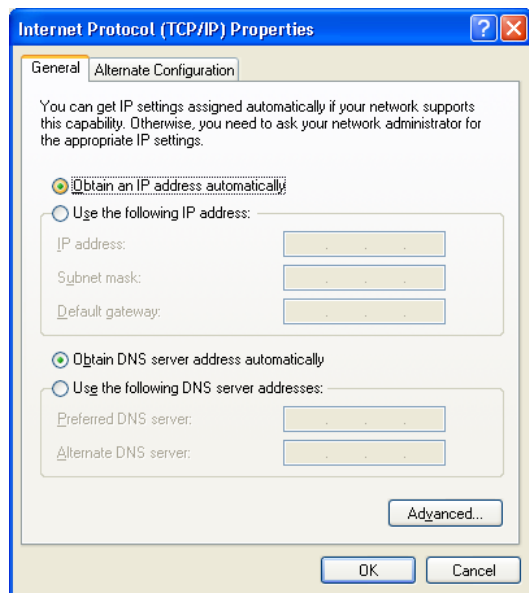 Internet Protocol (TCP/IP) Properties
General
Alternate Configuration
You can get IP settings assigned automatically if your network supports
this capability. Otherwise, you need to ask your network administrator for
the appropriate IP settings.
Obtain an IP address automatically
Use the following IP address:
IP address:
Subnet mask:
Default gateway:
Obtain DNS server address automatically
Use the following DNS server addresses:
Preferred DNS server:
Alternate DNS server:
Advanced...
OK
Cancel